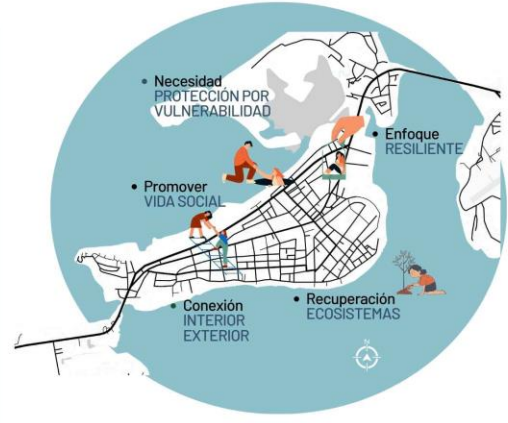 • Necesidad
PROTECCIÓN POR
VULNERABILIDAD
• Enfoque
RESILIENTE
• Promover
VIDA SOCIAL
• Conexión
INTERIOR
EXTERIOR
• Recuperación
ECOSISTEMAS